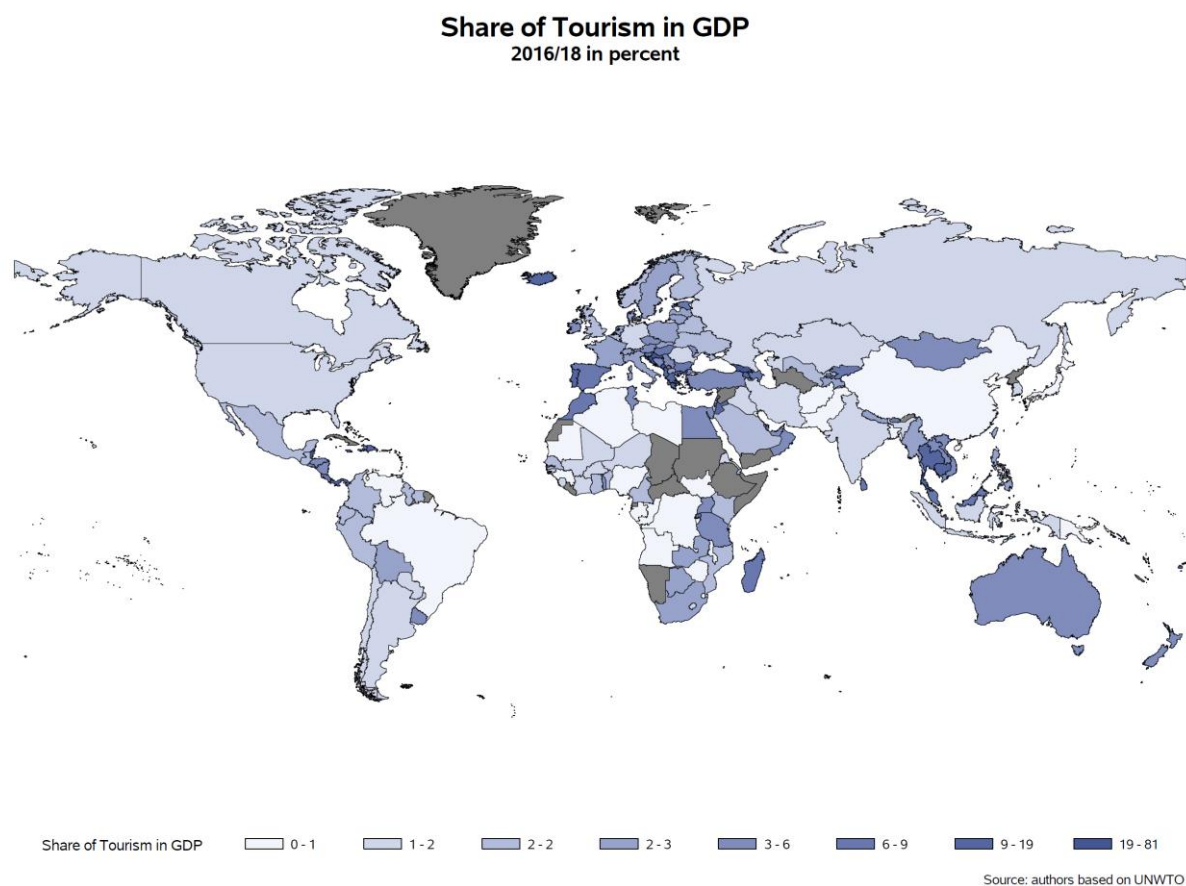 Share of Tourism in GDP
2016/18 in percent
Share of Tourism in GDP 0 - 1 1 - 2 2 - 2 2 - 3 3 - 6 6 - 9 9 - 19 19 - 81
Source: authors based on UNWTO